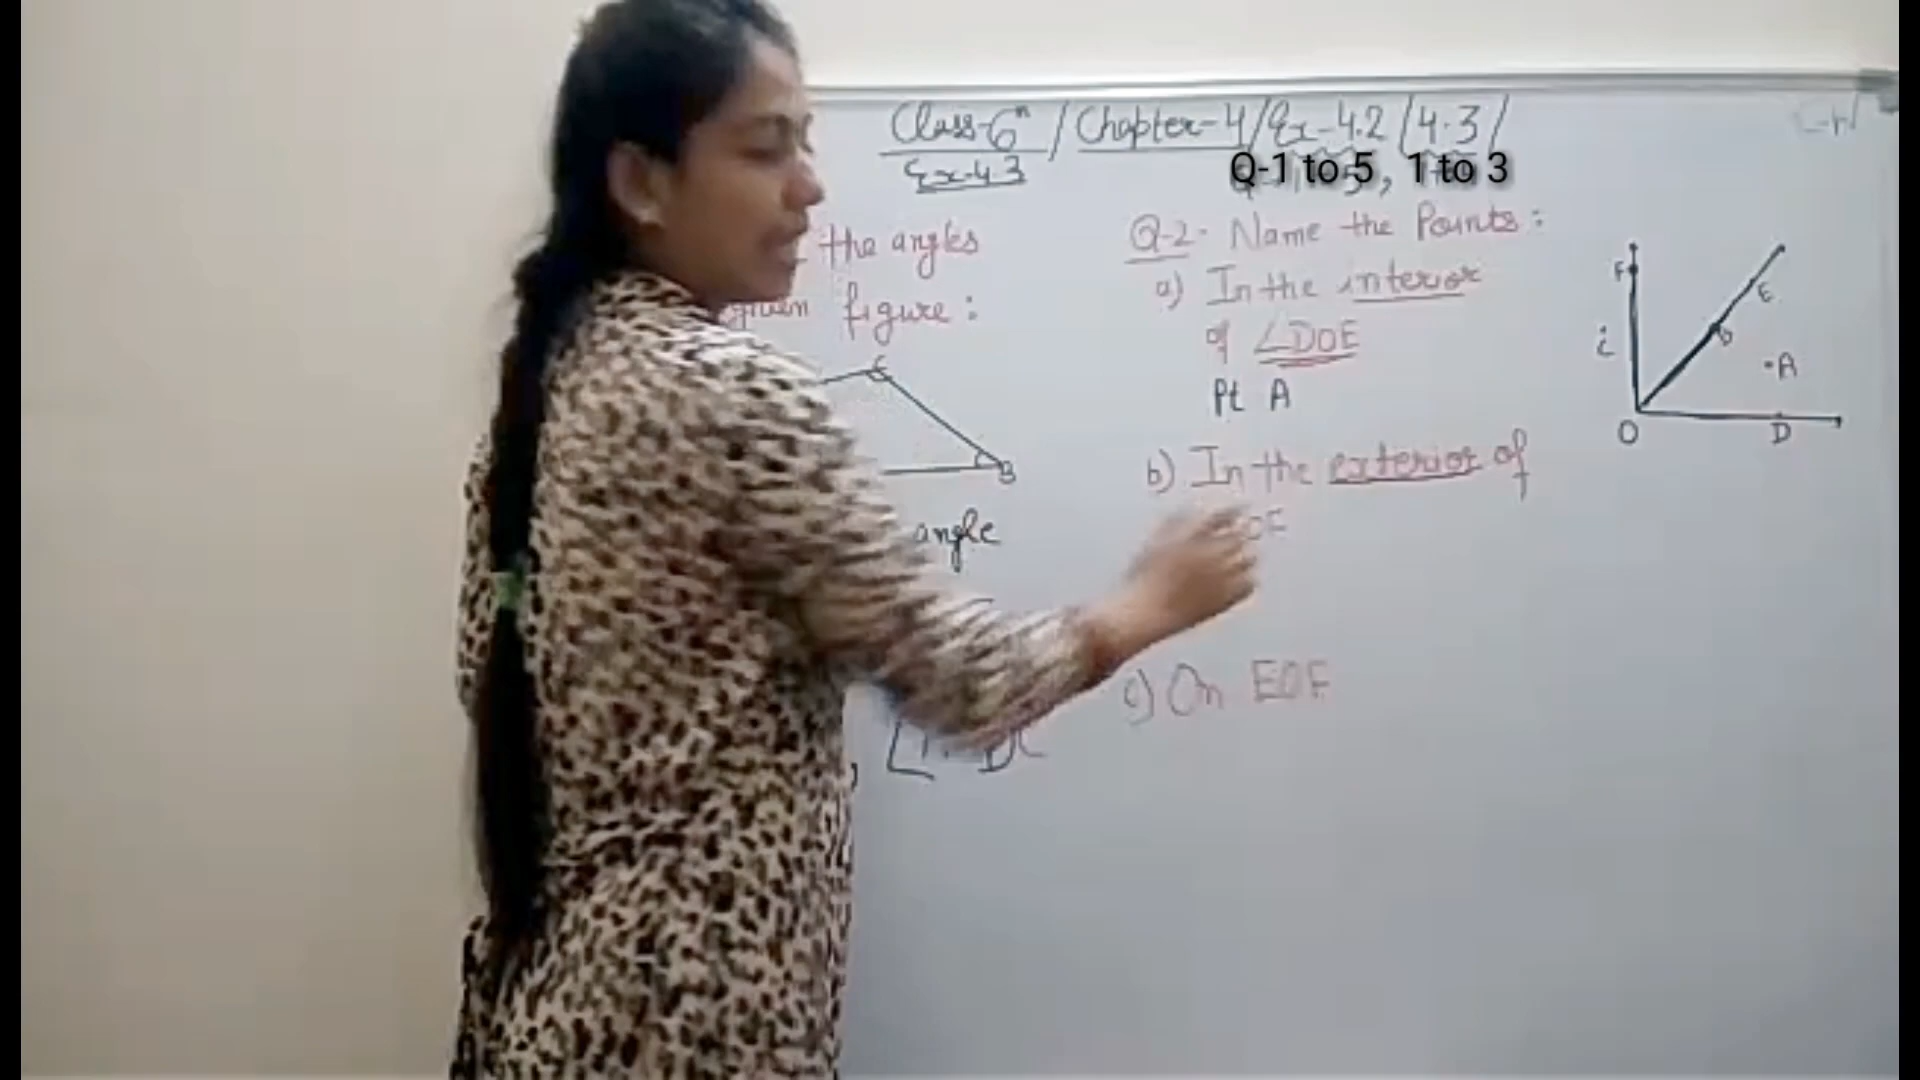 Class-6th / Chapter-4 / Ex-4.2 / 4.3 /
Ex-4.3
Q-1 to 5, 1 to 3
the angles
given figure:
C
B
angle
Q-2. Name the Points:
a) In the interior
of ∠DOE
Pt A
b) In the exterior of
OE
c) On EOF
F
E
A
O
D